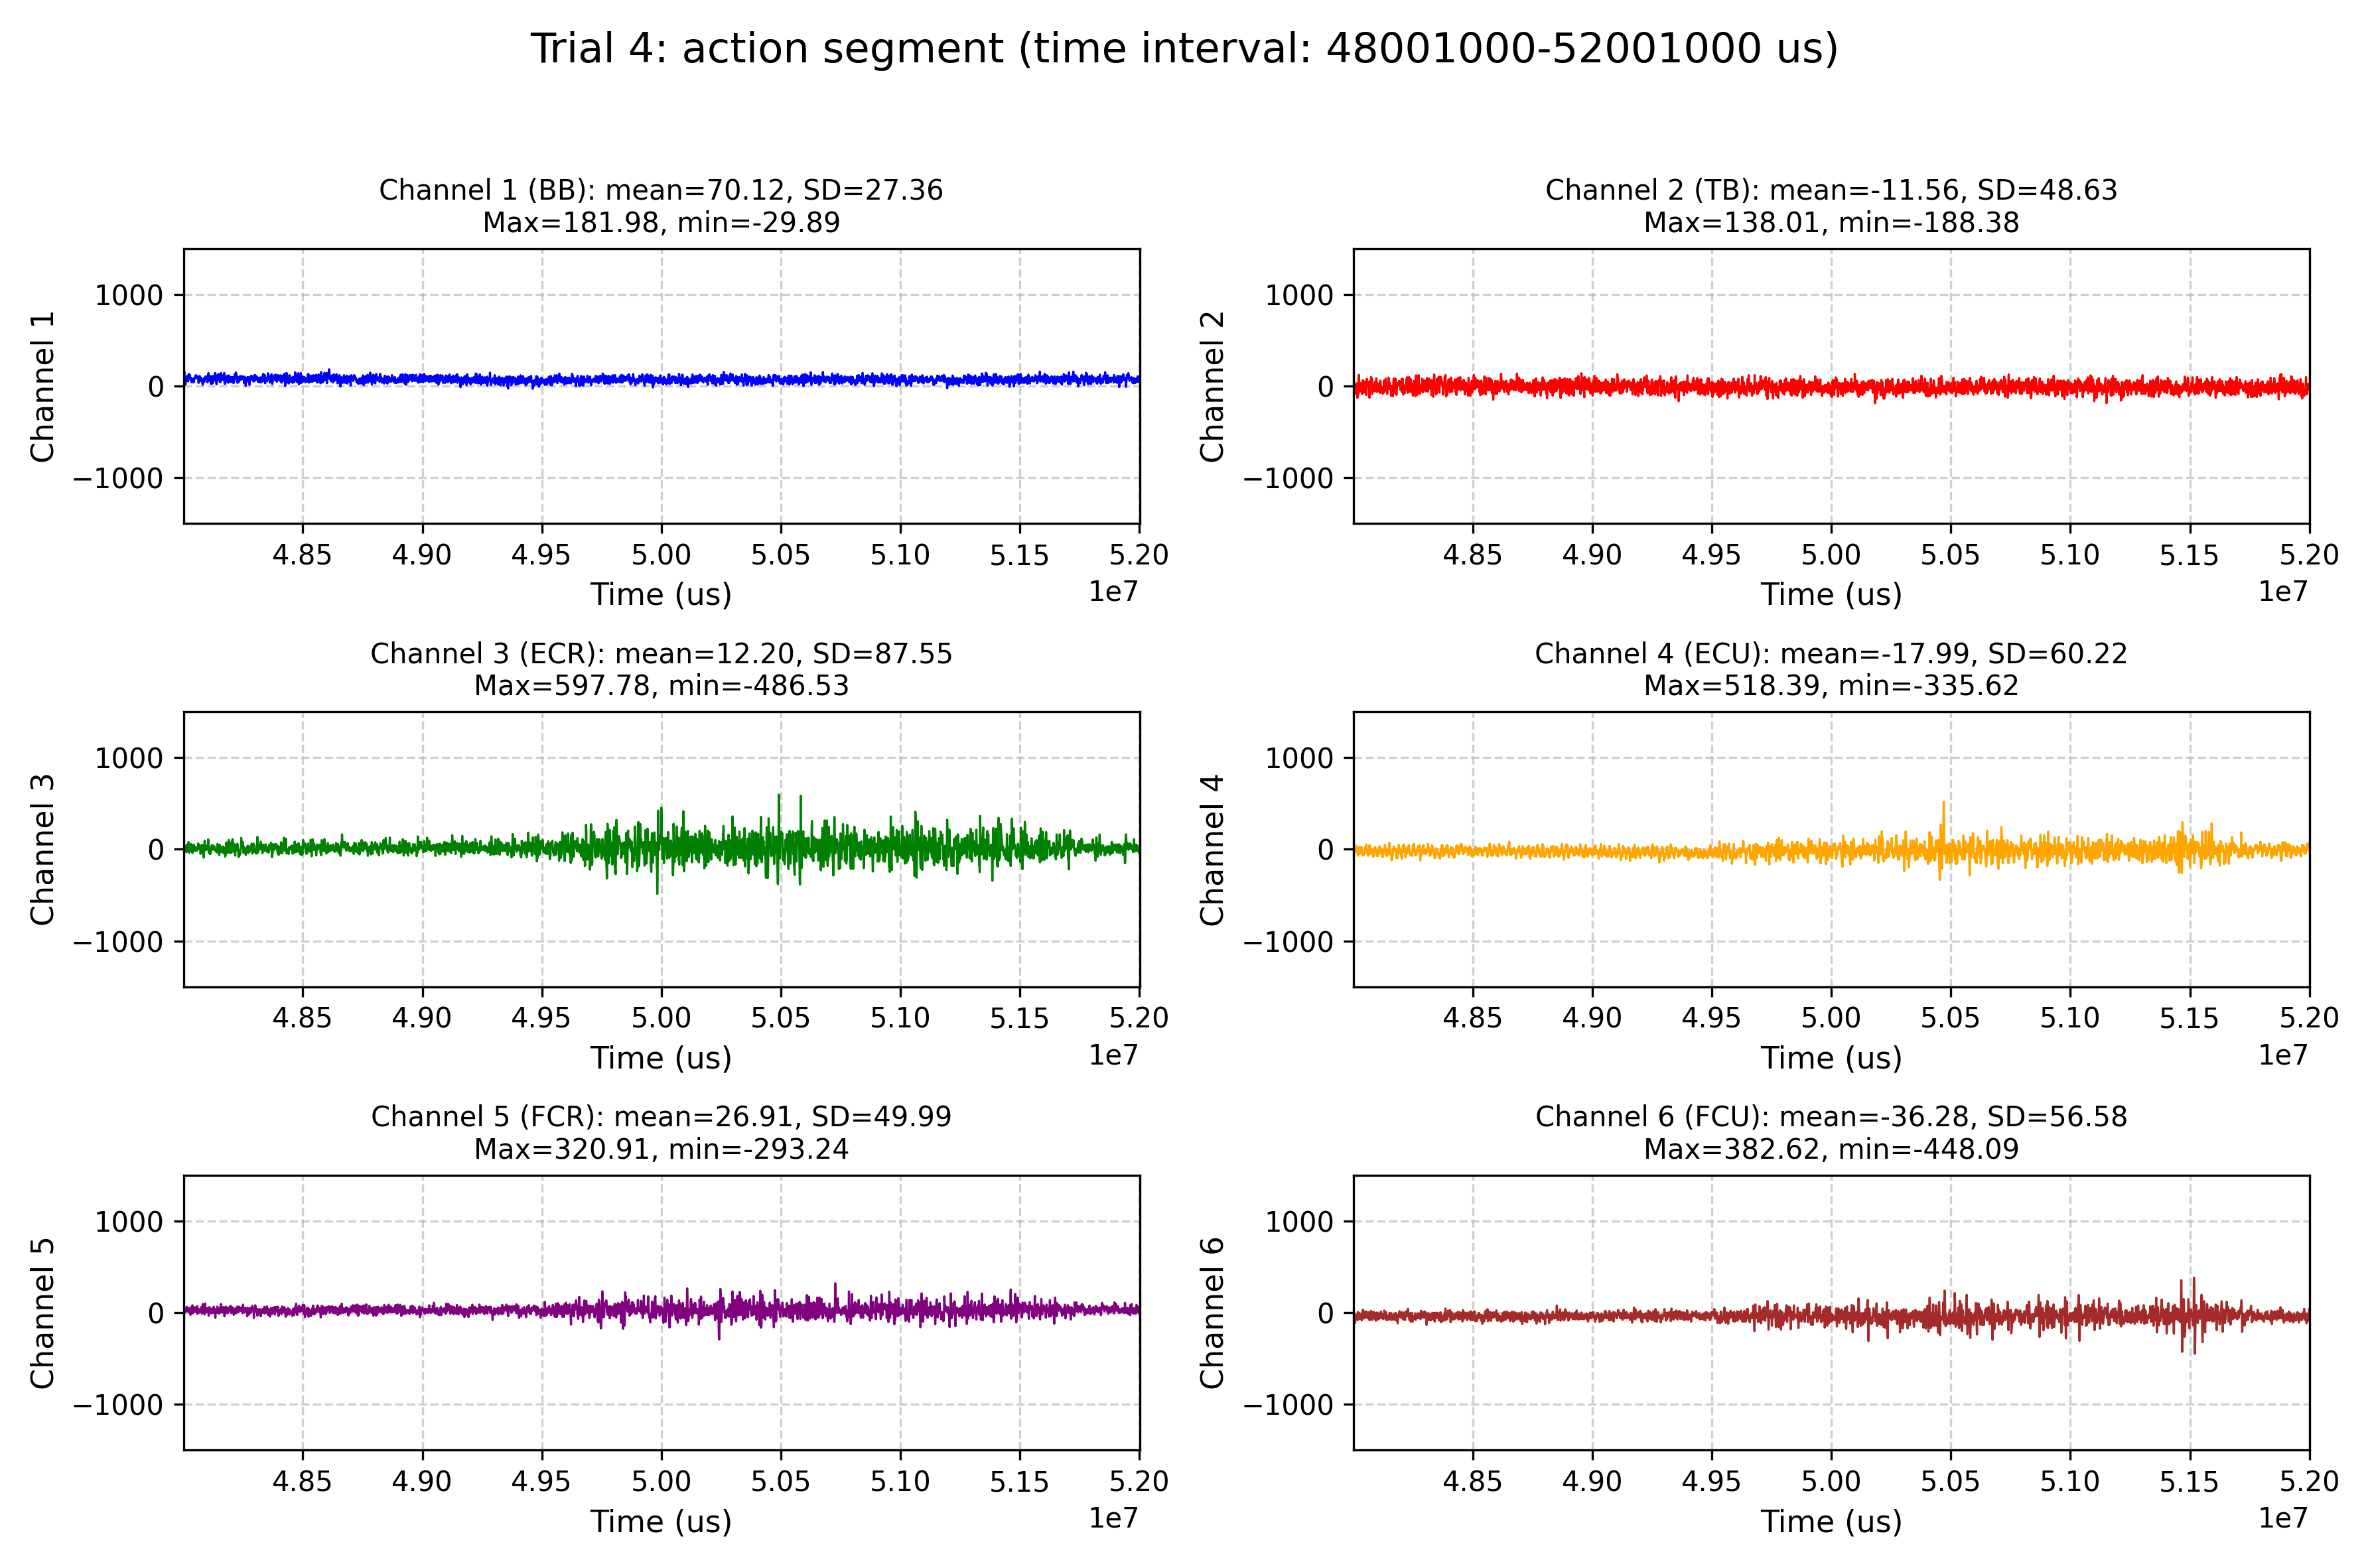 Trial 4: action segment (time interval: 48001000-52001000 us)
Channel 1 (BB): mean=70.12, SD=27.36
Max=181.98, min=-29.89
Channel 1
1000
0
−1000
4.85 4.90 4.95 5.00 5.05 5.10 5.15 5.20
Time (us)
1e7
Channel 2 (TB): mean=-11.56, SD=48.63
Max=138.01, min=-188.38
Channel 2
1000
0
−1000
4.85 4.90 4.95 5.00 5.05 5.10 5.15 5.20
Time (us)
1e7
Channel 3 (ECR): mean=12.20, SD=87.55
Max=597.78, min=-486.53
Channel 3
1000
0
−1000
4.85 4.90 4.95 5.00 5.05 5.10 5.15 5.20
Time (us)
1e7
Channel 4 (ECU): mean=-17.99, SD=60.22
Max=518.39, min=-335.62
Channel 4
1000
0
−1000
4.85 4.90 4.95 5.00 5.05 5.10 5.15 5.20
Time (us)
1e7
Channel 5 (FCR): mean=26.91, SD=49.99
Max=320.91, min=-293.24
Channel 5
1000
0
−1000
4.85 4.90 4.95 5.00 5.05 5.10 5.15 5.20
Time (us)
1e7
Channel 6 (FCU): mean=-36.28, SD=56.58
Max=382.62, min=-448.09
Channel 6
1000
0
−1000
4.85 4.90 4.95 5.00 5.05 5.10 5.15 5.20
Time (us)
1e7